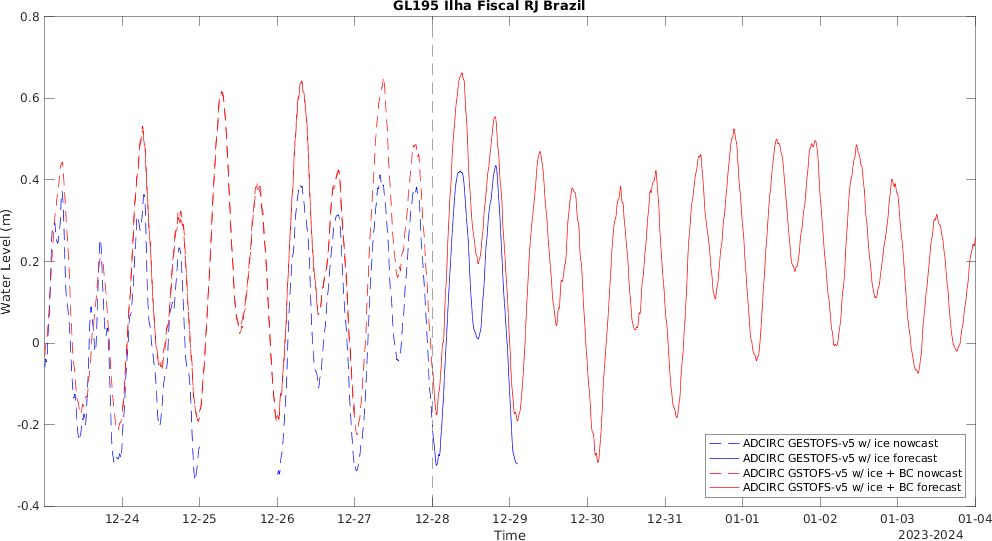 GL195 Ilha Fiscal RJ Brazil
Water Level (m)
0.8
0.6
0.4
0.2
0
-0.2
-0.4
12-24 12-25 12-26 12-27 12-28 12-29 12-30 12-31 01-01 01-02 01-03 01-04
Time
2023-2024
ADCIRC GESTOFS-v5 w/ ice nowcast
ADCIRC GESTOFS-v5 w/ ice forecast
ADCIRC GSTOFS-v5 w/ ice + BC nowcast
ADCIRC GSTOFS-v5 w/ ice + BC forecast